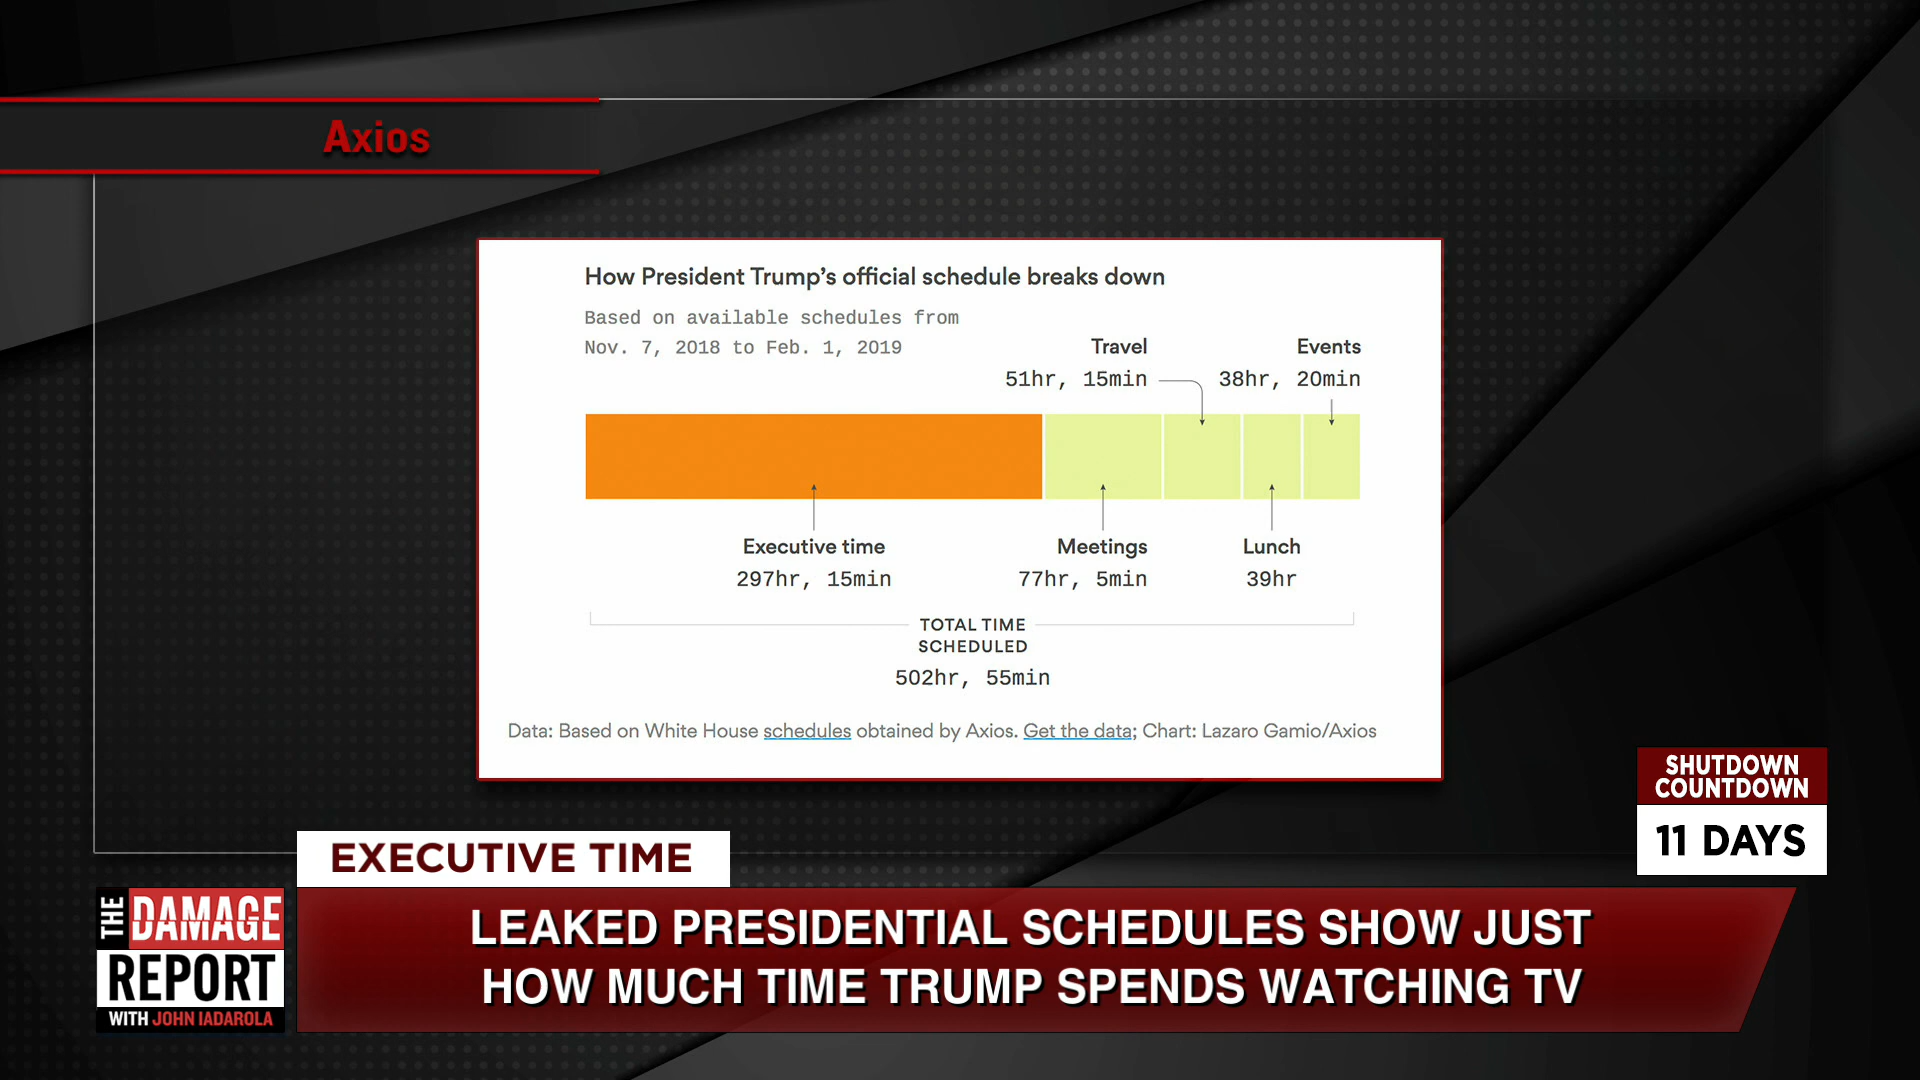 Axios
How President Trump's official schedule breaks down
Based on available schedules from
Nov. 7, 2018 to Feb. 1, 2019
Travel
51hr, 15min
Events
38hr, 20min
Executive time
297hr, 15min
Meetings
77hr, 5min
Lunch
39hr
TOTAL TIME
SCHEDULED
502hr, 55min
Data: Based on White House schedules obtained by Axios. Get the data; Chart: Lazaro Gamio/Axios
SHUTDOWN
COUNTDOWN
11 DAYS
EXECUTIVE TIME
LEAKED PRESIDENTIAL SCHEDULES SHOW JUST
HOW MUCH TIME TRUMP SPENDS WATCHING TV
THE DAMAGE
REPORT
WITH JOHN IADAROLA